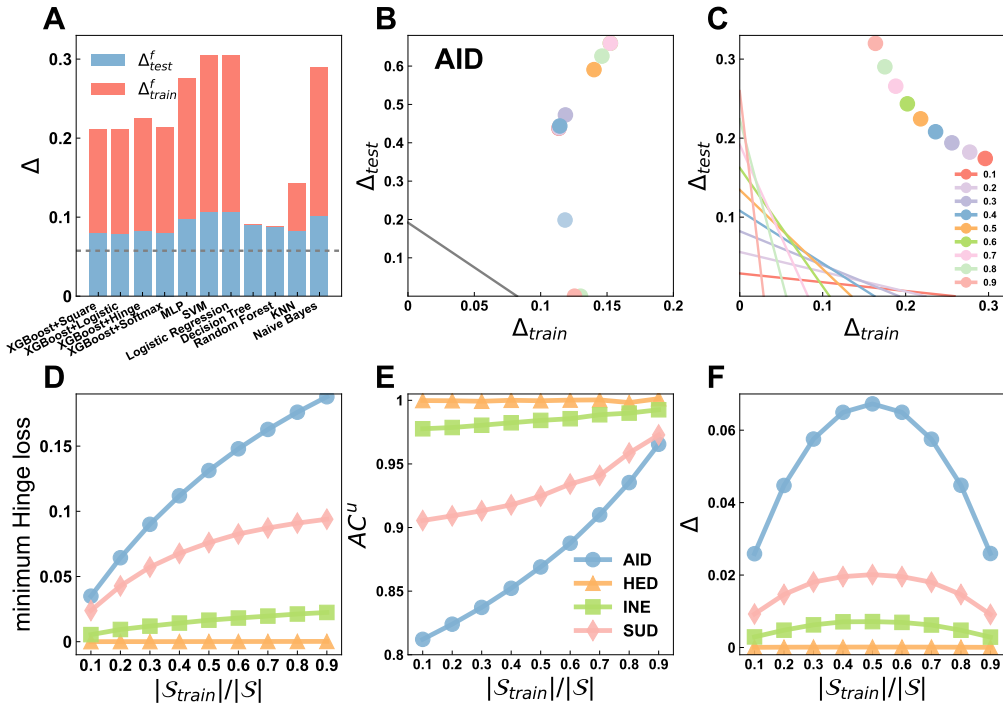 A
Δ
0.3
0.2
0.1
0
Δ^f_test
Δ^f_train
XGBoost+Square
XGBoost+Logistic
XGBoost+Hinge
XGBoost+Softmax
MLP
SVM
Logistic Regression
Decision Tree
Random Forest
KNN
Naive Bayes
B
AID
Δ_test
0.6
0.5
0.4
0.3
0.2
0.1
0
0.05
0.1
0.15
0.2
Δ_train
C
Δ_test
0.3
0.2
0.1
0
0.1
0.2
0.3
Δ_train
0.1
0.2
0.3
0.4
0.5
0.6
0.7
0.8
0.9
D
minimum Hinge loss
0.15
0.1
0.05
0
0.1 0.2 0.3 0.4 0.5 0.6 0.7 0.8 0.9
|S_train|/|S|
E
AC^u
1
0.95
0.9
0.85
0.8
AID
HED
INE
SUD
0.1 0.2 0.3 0.4 0.5 0.6 0.7 0.8 0.9
|S_train|/|S|
F
Δ
0.06
0.04
0.02
0
0.1 0.2 0.3 0.4 0.5 0.6 0.7 0.8 0.9
|S_train|/|S|